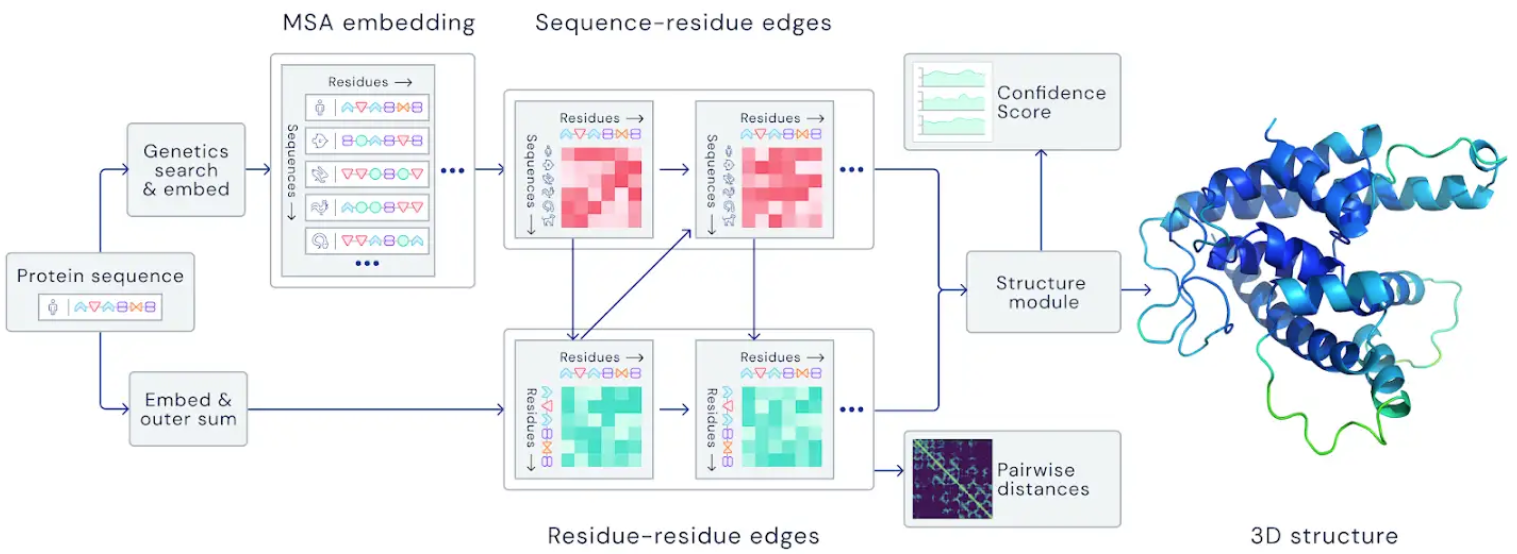 MSA embedding
Sequence-residue edges
Residues →
Sequences →
Genetics
search
& embed
Protein sequence
Embed &
outer sum
Residues →
Sequences →
Residues →
Sequences →
Residues →
Residues →
Residues →
Residues →
Confidence
Score
Structure
module
Pairwise
distances
Residue-residue edges
3D structure